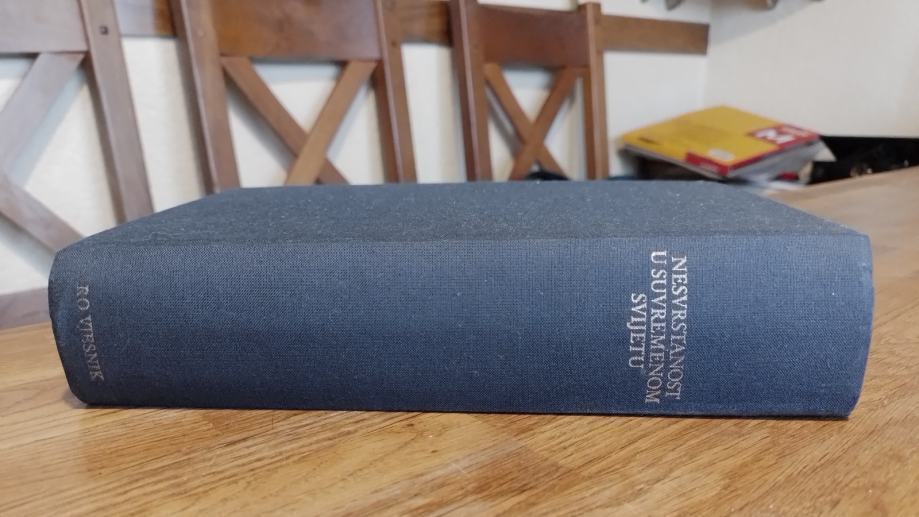 NESVRSTANOST
U SUVREMENOM
SVIJETU
RO VJESNIK